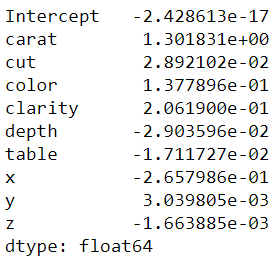 Intercept   -2.428613e-17
carat        1.301831e+00
cut          2.892102e-02
color        1.377896e-01
clarity      2.061900e-01
depth       -2.903596e-02
table       -1.711727e-02
x           -2.657986e-01
y            3.039805e-03
z           -1.663885e-03
dtype: float64